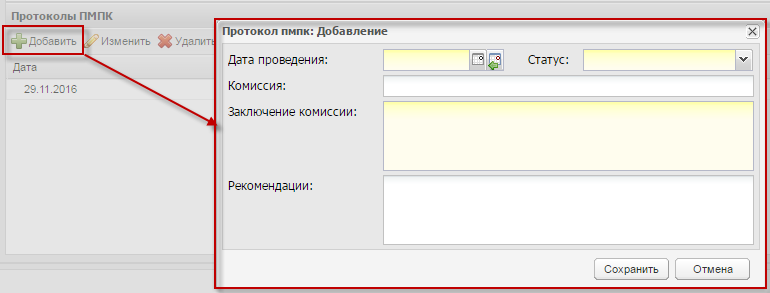 Протоколы ПМПК
Добавить Изменить Удалить
Дата
29.11.2016
Протокол пмпк: Добавление
Дата проведения: Статус:
Комиссия:
Заключение комиссии:
Рекомендации:
Сохранить Отмена